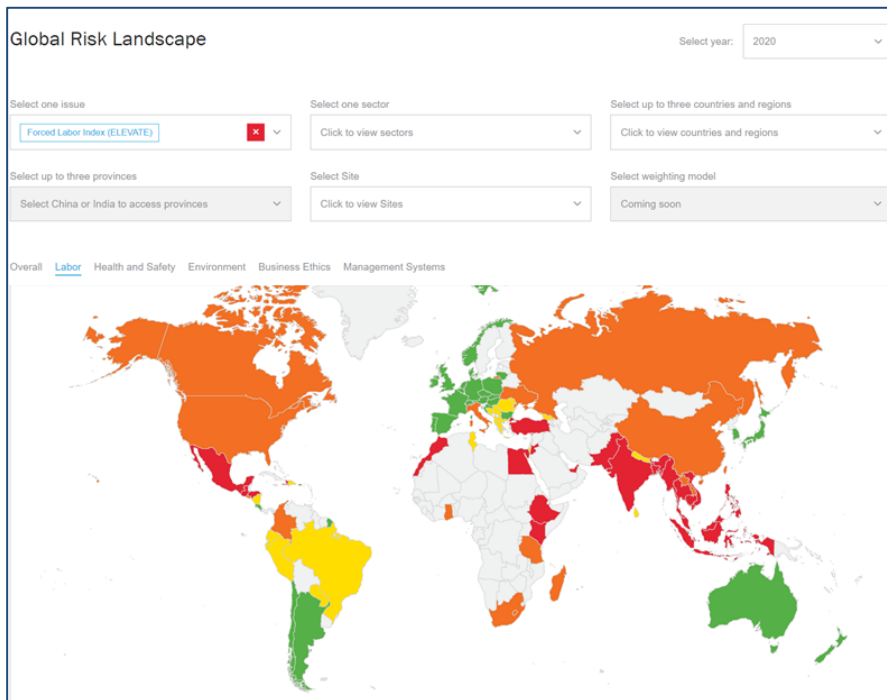 Global Risk Landscape
Select year: 2020
Select one issue
Forced Labor Index (ELEVATE)
Select one sector
Click to view sectors
Select up to three countries and regions
Click to view countries and regions
Select up to three provinces
Select China or India to access provinces
Select Site
Click to view Sites
Select weighting model
Coming soon
Overall Labor Health and Safety Environment Business Ethics Management Systems